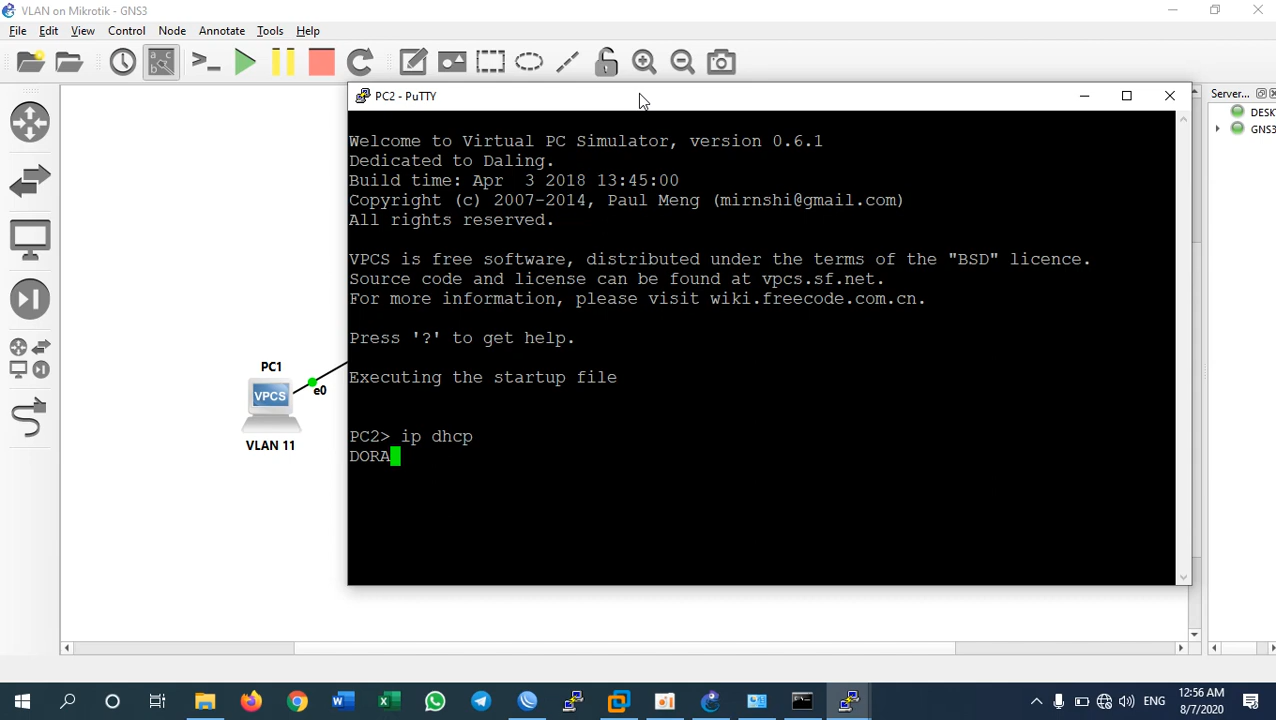 VLAN on Mikrotik - GNS3
File Edit View Control Node Annotate Tools Help
PC2 - PuTTY
Server...
DESK
GNS3
Welcome to Virtual PC Simulator, version 0.6.1
Dedicated to Daling.
Build time: Apr  3 2018 13:45:00
Copyright (c) 2007-2014, Paul Meng (mirnshi@gmail.com)
All rights reserved.
VPCS is free software, distributed under the terms of the "BSD" licence.
Source code and license can be found at vpcs.sf.net.
For more information, please visit wiki.freecode.com.cn.
Press '?' to get help.
Executing the startup file
PC2> ip dhcp
DORA
PC1
VPCS
e0
VLAN 11
ENG
12:56 AM
8/7/2020